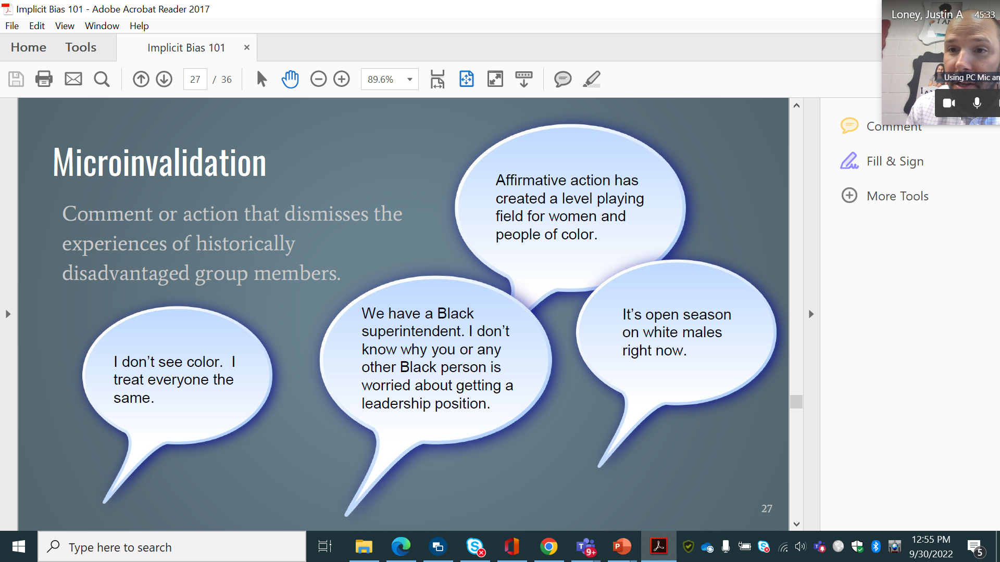 Implicit Bias 101 - Adobe Acrobat Reader 2017
File Edit View Window Help
Home Tools Implicit Bias 101 ×
27 / 36 89.6%
Loney, Justin A 45:33
I AM
Using PC Mic an
I A
Comment
Fill & Sign
More Tools
Microinvalidation
Comment or action that dismisses the
experiences of historically
disadvantaged group members.
Affirmative action has
created a level playing
field for women and
people of color.
I don’t see color.  I
treat everyone the
same.
We have a Black
superintendent. I don’t
know why you or any
other Black person is
worried about getting a
leadership position.
It’s open season
on white males
right now.
27
Type here to search
9+
12:55 PM
9/30/2022
5